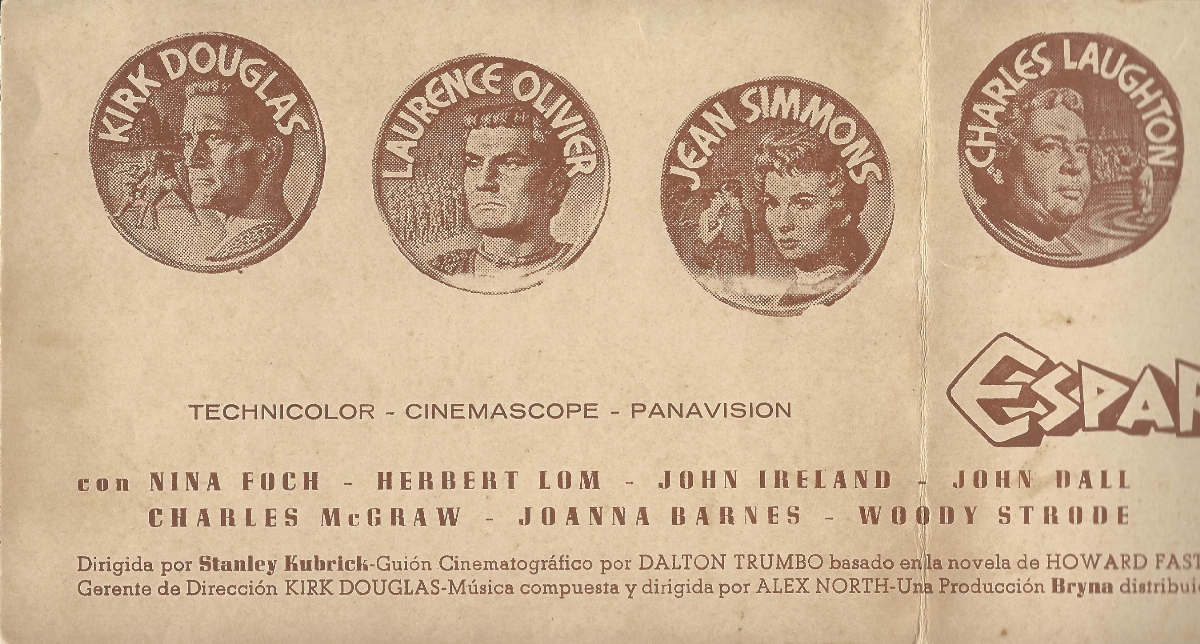 KIRK DOUGLAS
LAURENCE OLIVIER
JEAN SIMMONS
CHARLES LAUGHTON
ESPAR
TECHNICOLOR - CINEMASCOPE - PANAVISION
con NINA FOCH - HERBERT LOM - JOHN IRELAND - JOHN DALL
CHARLES McGRAW - JOANNA BARNES - WOODY STRODE
Dirigida por Stanley Kubrick-Guión Cinematográfico por DALTON TRUMBO basado en la novela de HOWARD FAST
Gerente de Dirección KIRK DOUGLAS-Música compuesta y dirigida por ALEX NORTH-Una Producción Bryna distribui